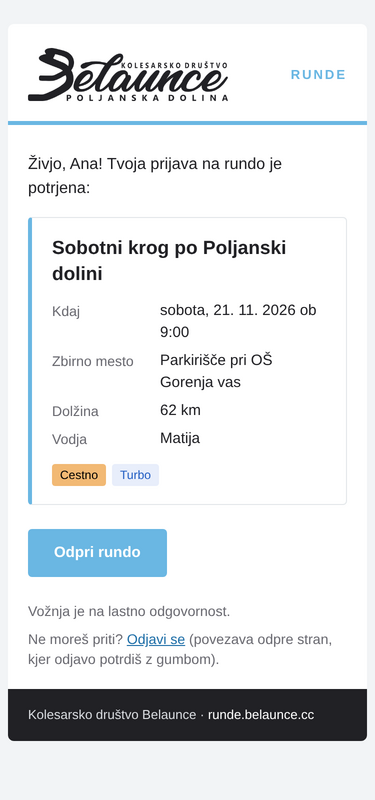 KOLESARSKO DRUŠTVO
Belaunce
POLJANSKA DOLINA
RUNDE
Živjo, Ana! Tvoja prijava na rundo je
potrjena:
Sobotni krog po Poljanski
dolini
Kdaj sobota, 21. 11. 2026 ob
9:00
Zbirno mesto Parkirišče pri OŠ
Gorenja vas
Dolžina 62 km
Vodja Matija
Cestno Turbo
Odpri rundo
Vožnja je na lastno odgovornost.
Ne moreš priti? Odjavi se (povezava odpre stran,
kjer odjavo potrdiš z gumbom).
Kolesarsko društvo Belaunce · runde.belaunce.cc